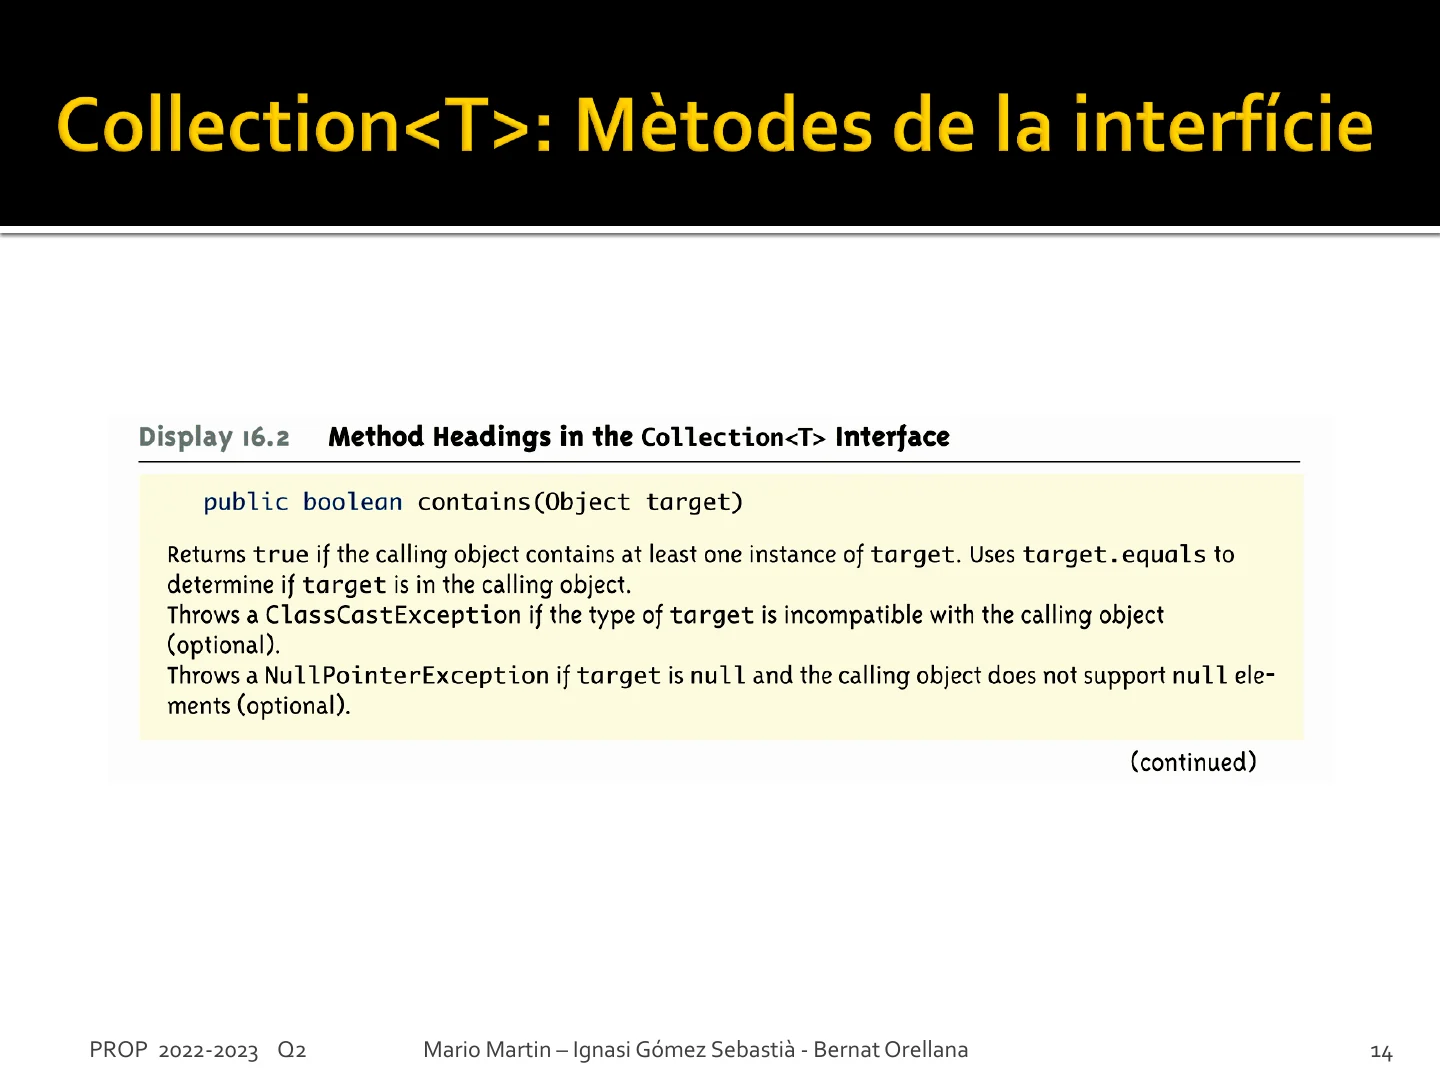 Collection<T>: Mètodes de la interfície
Display 16.2 Method Headings in the Collection<T> Interface
public boolean contains(Object target)
Returns true if the calling object contains at least one instance of target. Uses target.equals to
determine if target is in the calling object.
Throws a ClassCastException if the type of target is incompatible with the calling object
(optional).
Throws a NullPointerException if target is null and the calling object does not support null ele-
ments (optional).
(continued)
PROP 2022-2023 Q2 Mario Martin – Ignasi Gómez Sebastià - Bernat Orellana 14